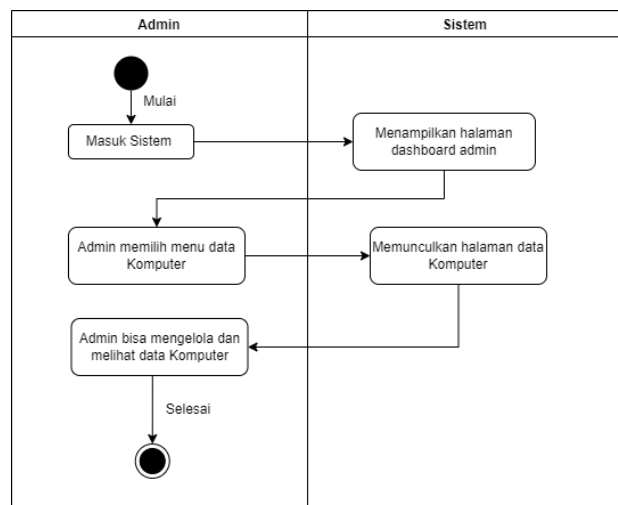 Admin
Sistem
Mulai
Masuk Sistem
Menampilkan halaman
dashboard admin
Admin memilih menu data
Komputer
Memunculkan halaman data
Komputer
Admin bisa mengelola dan
melihat data Komputer
Selesai